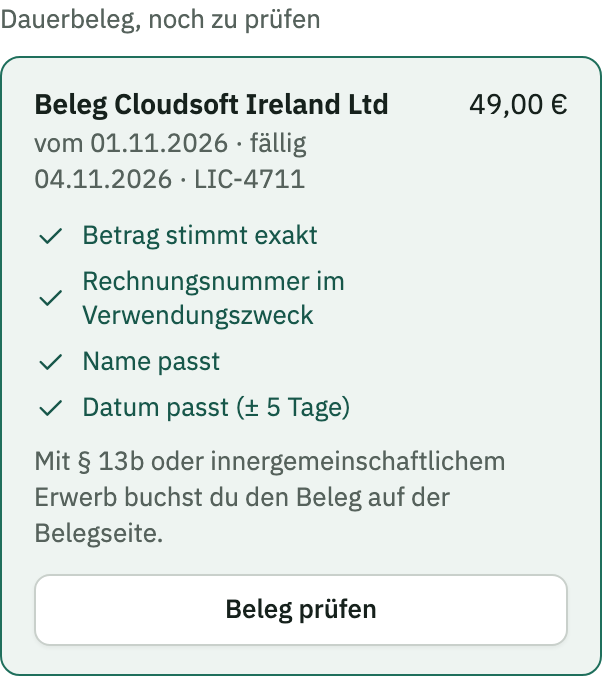 Dauerbeleg, noch zu prüfen
Beleg Cloudsoft Ireland Ltd 49,00 €
vom 01.11.2026 · fällig
04.11.2026 · LIC-4711
Betrag stimmt exakt
Rechnungsnummer im
Verwendungszweck
Name passt
Datum passt (± 5 Tage)
Mit § 13b oder innergemeinschaftlichem
Erwerb buchst du den Beleg auf der
Belegseite.
Beleg prüfen